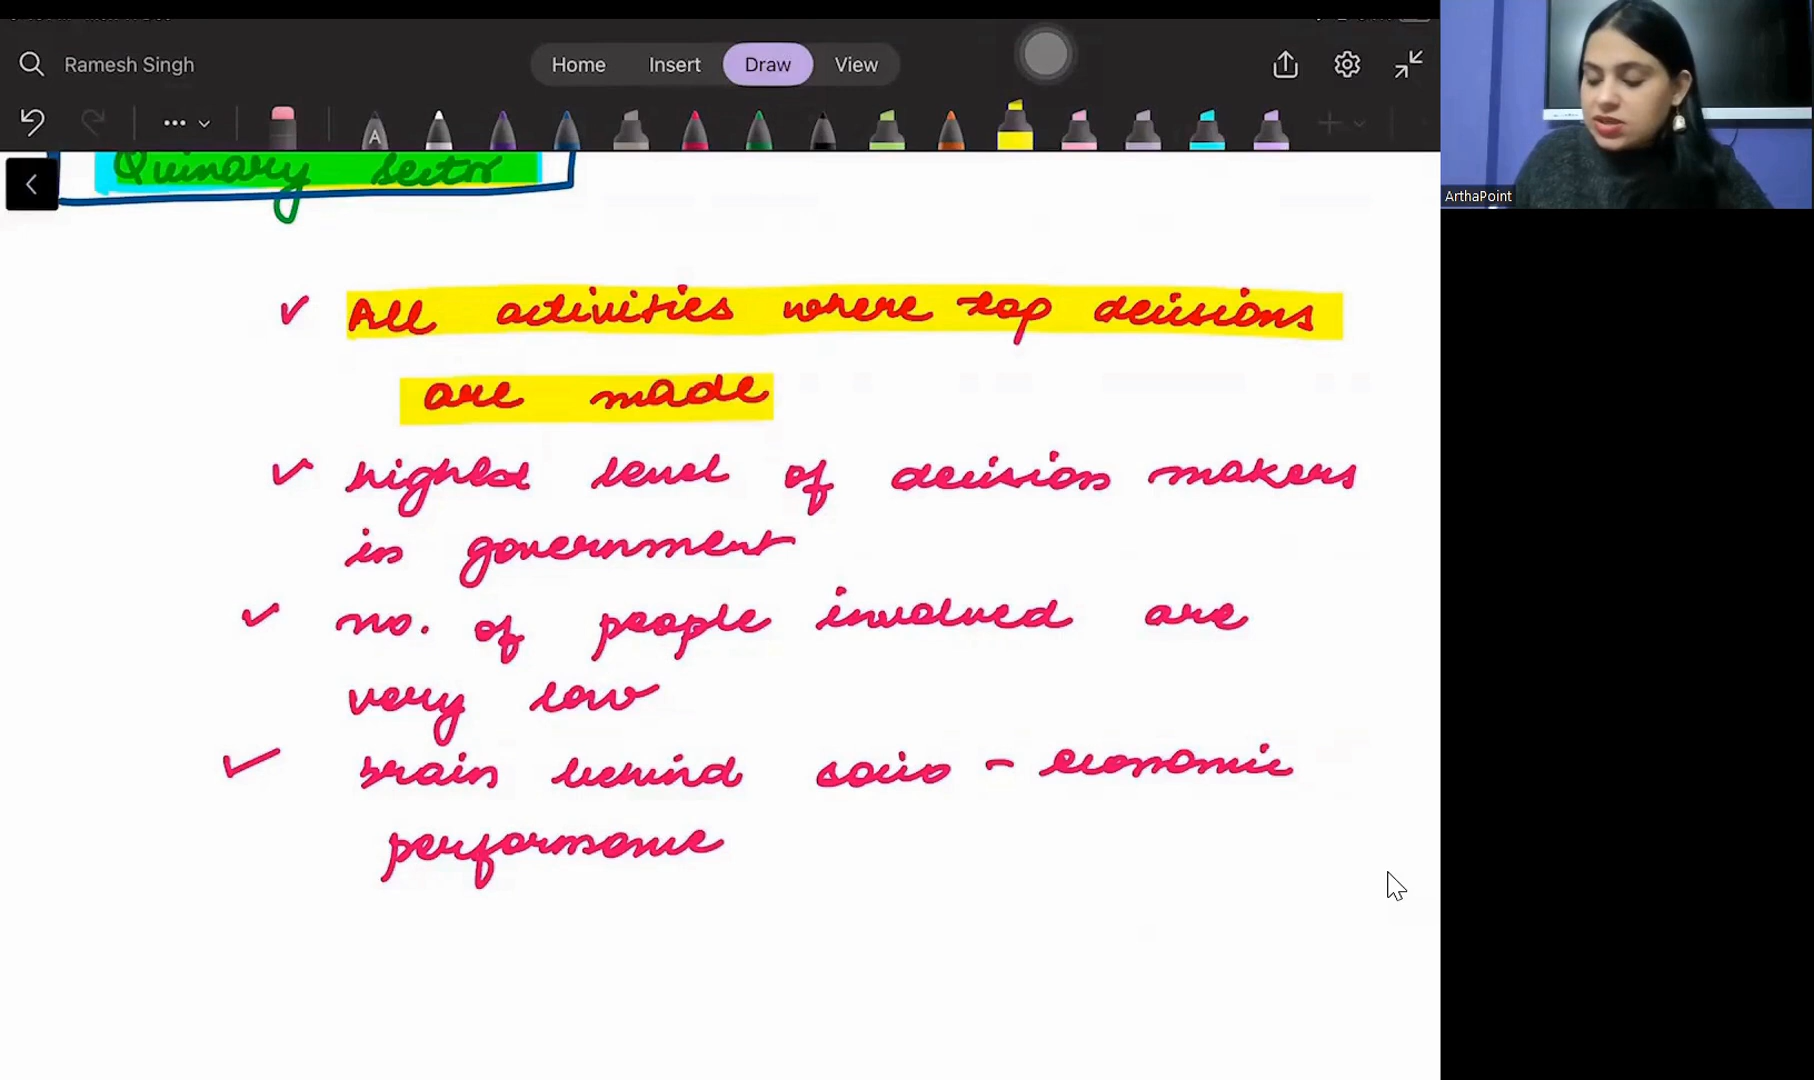 Ramesh Singh
Home Insert Draw View
A
Quinary sector
ArthaPoint
All activities where top decisions
are made
highest level of decision makers
in government
no. of people involved are
very low
brain behind socio - economic
performance